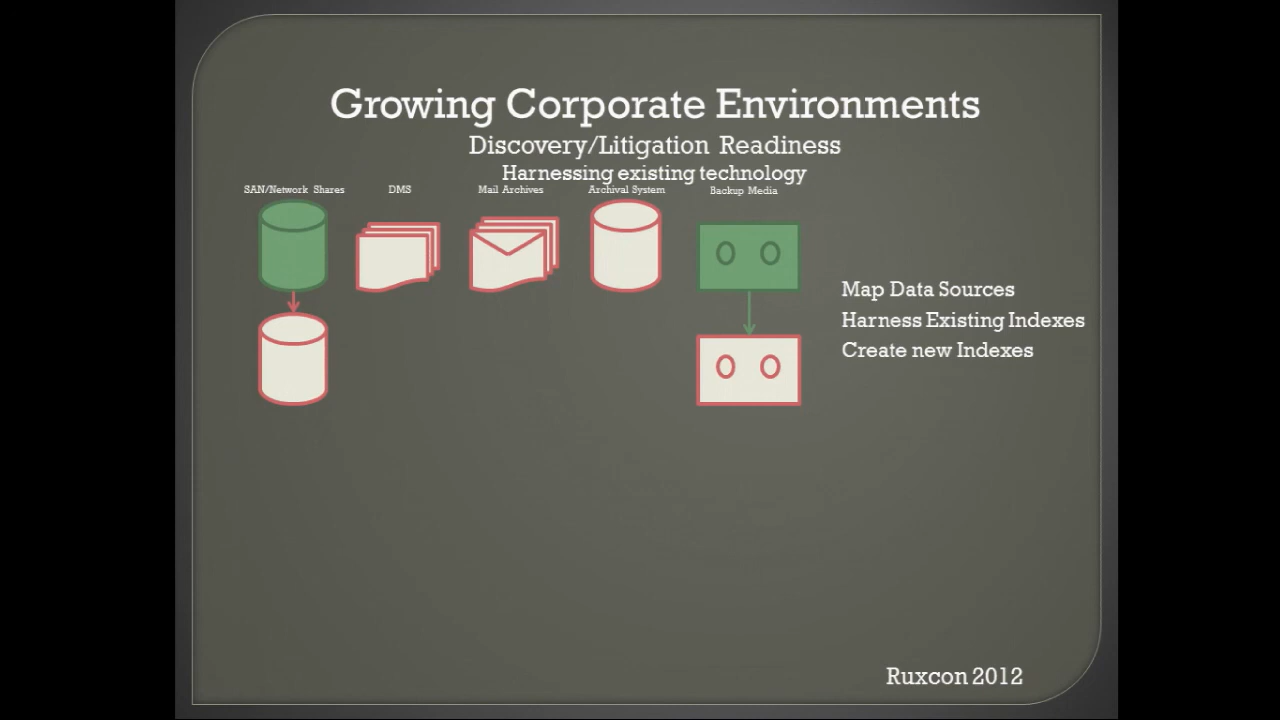 Growing Corporate Environments
Discovery/Litigation Readiness
Harnessing existing technology
SAN/Network Shares DMS Mail Archives Archival System Backup Media
Map Data Sources
Harness Existing Indexes
Create new Indexes
Ruxcon 2012